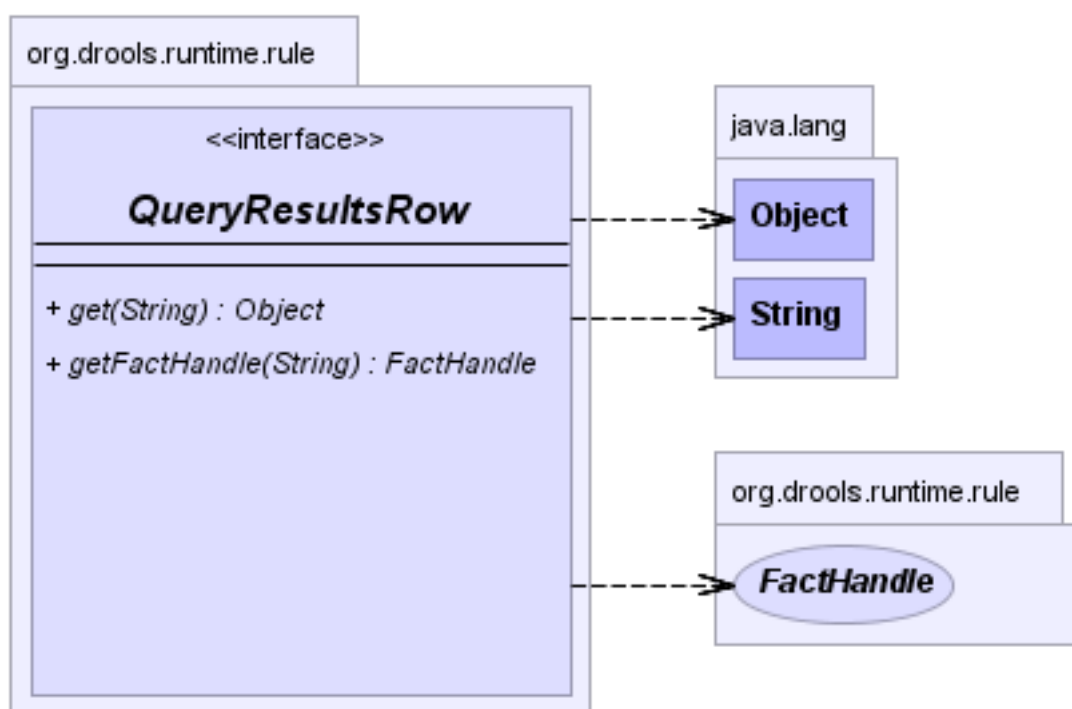 org.drools.runtime.rule
<<interface>>
QueryResultsRow
+ get(String) : Object
+ getFactHandle(String) : FactHandle
java.lang
Object
String
org.drools.runtime.rule
FactHandle